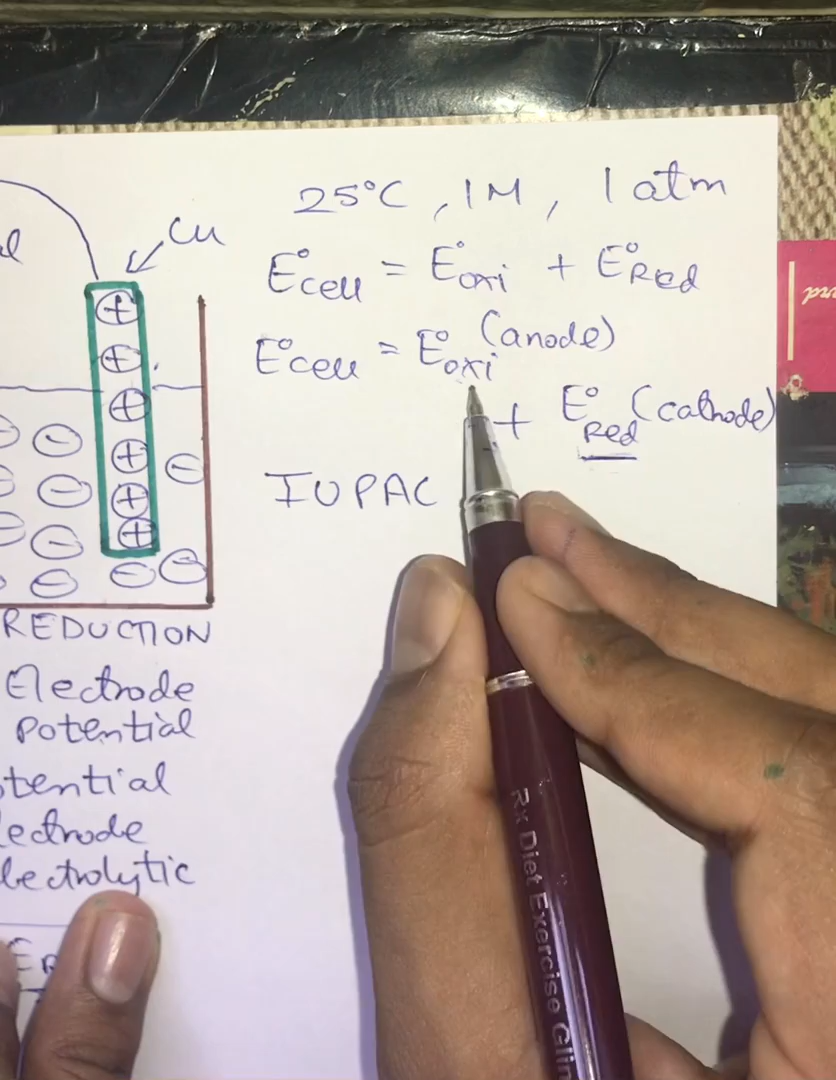 25°C, 1M, 1 atm
Cu
E°cell = E°oxi + E°Red
E°cell = E°oxi (anode)
+ E°Red (cathode)
IUPAC
REDUCTION
Electrode
potential
tential
lectrode
lectrolytic
Rx Diet Exercise Glim